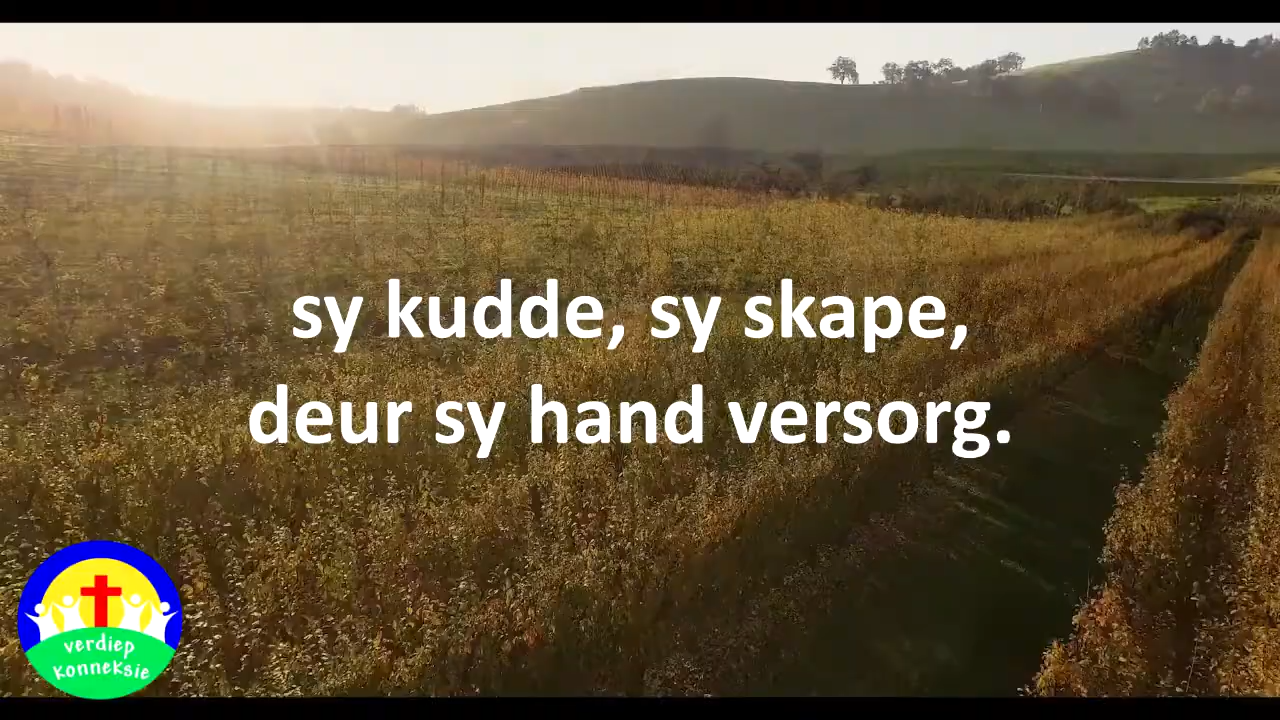 sy kudde, sy skape,
deur sy hand versorg.
verdiep
konneksie